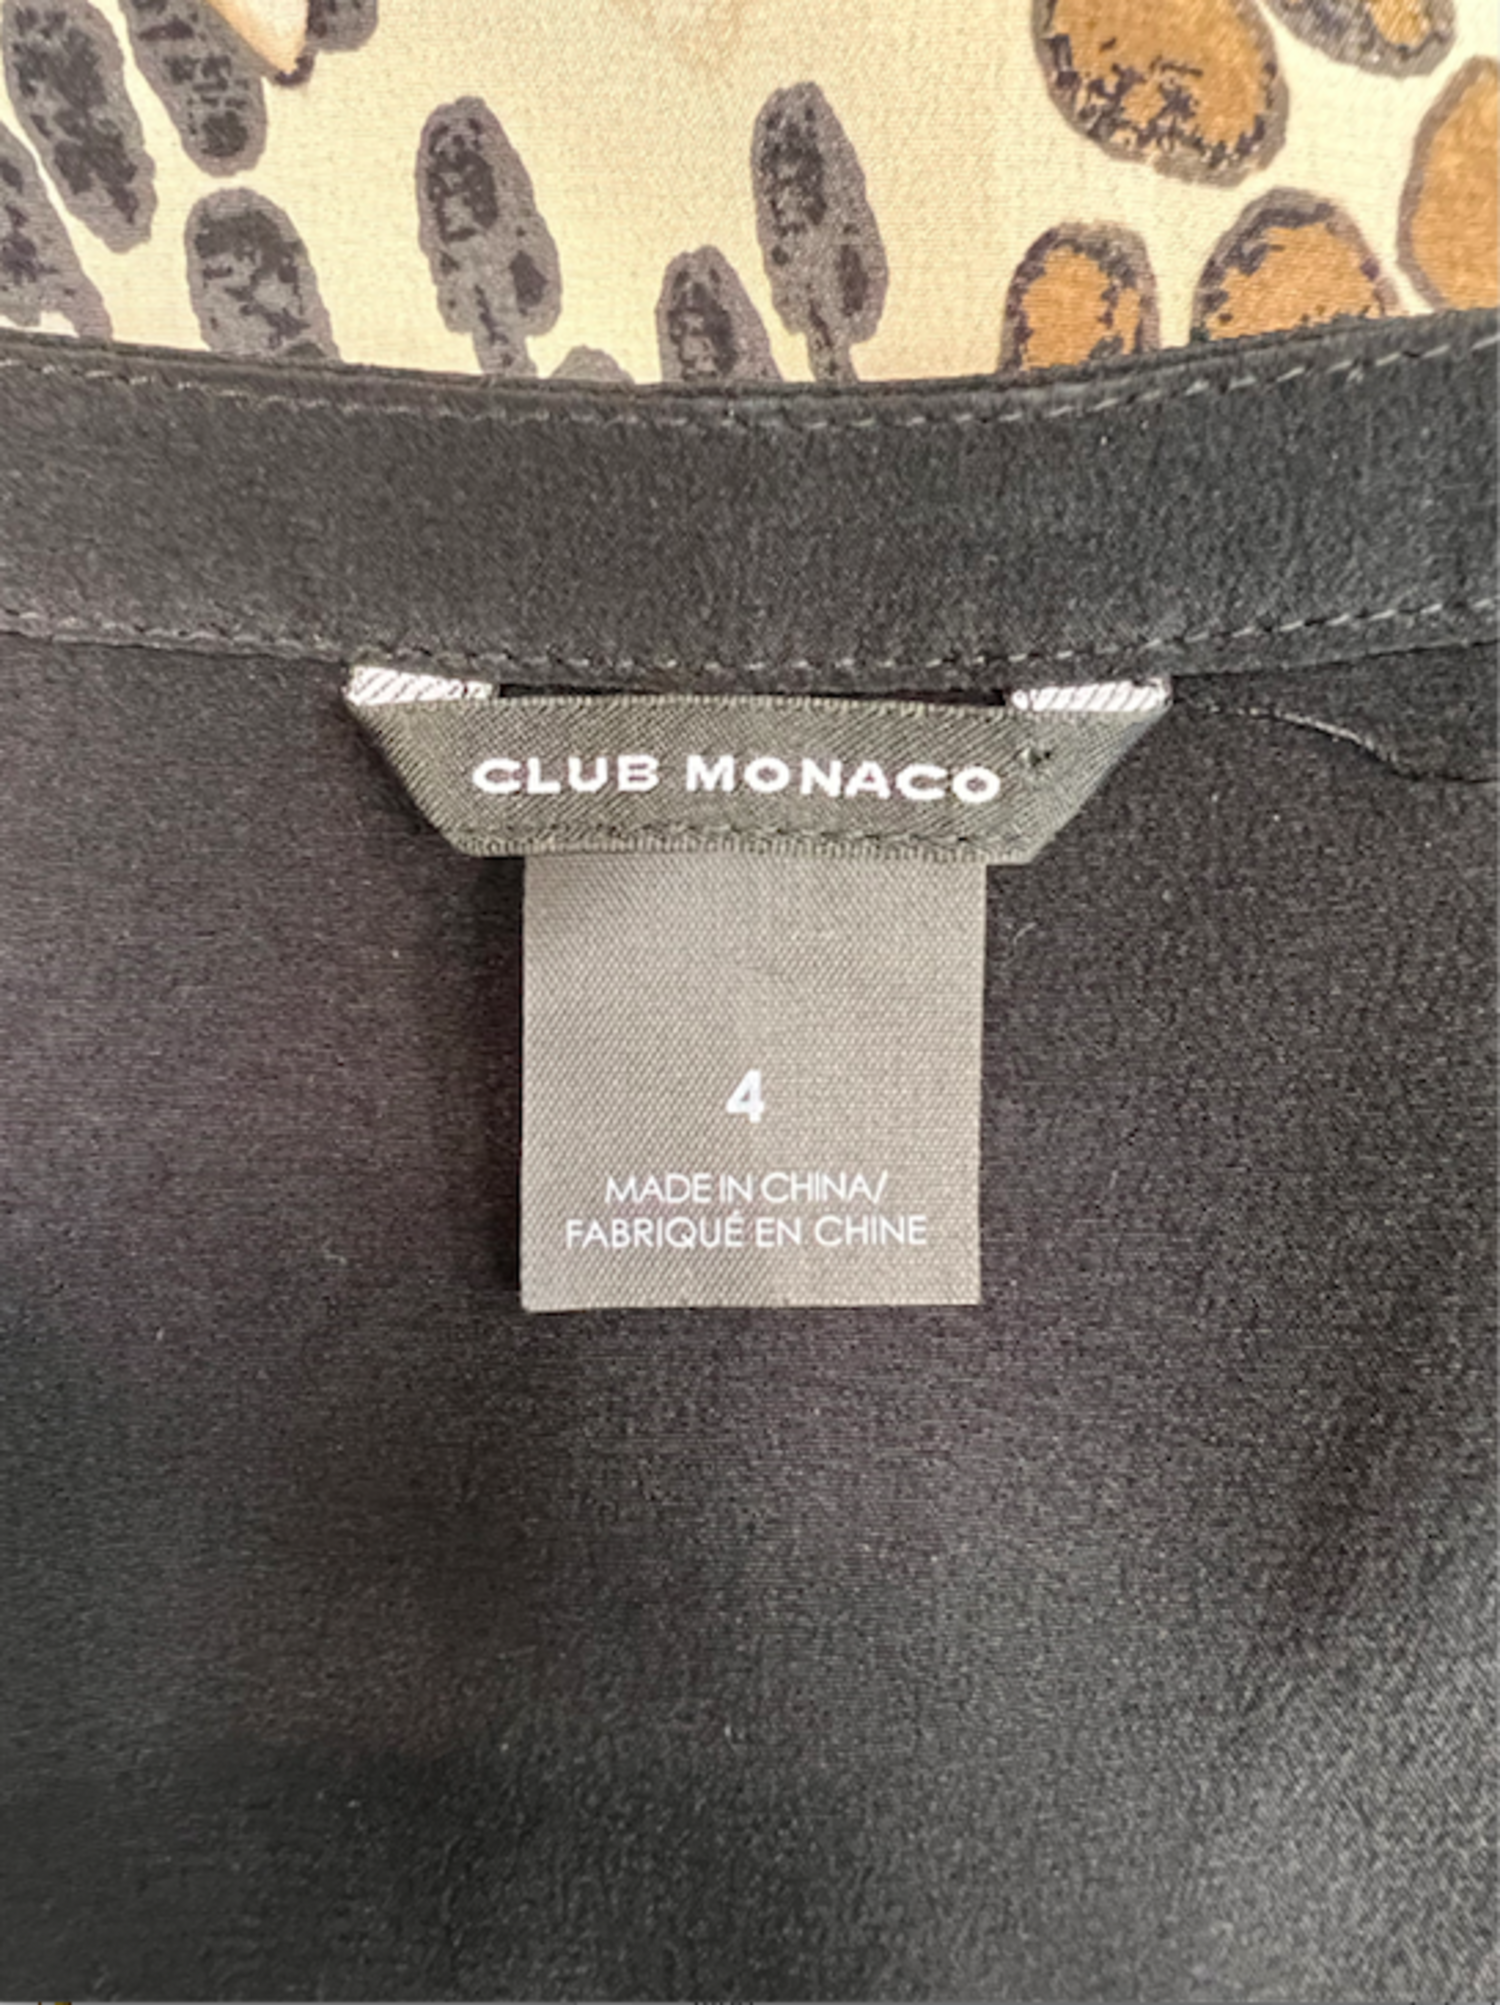 CLUB MONACO
4
MADE IN CHINA/
FABRIQUÉ EN CHINE